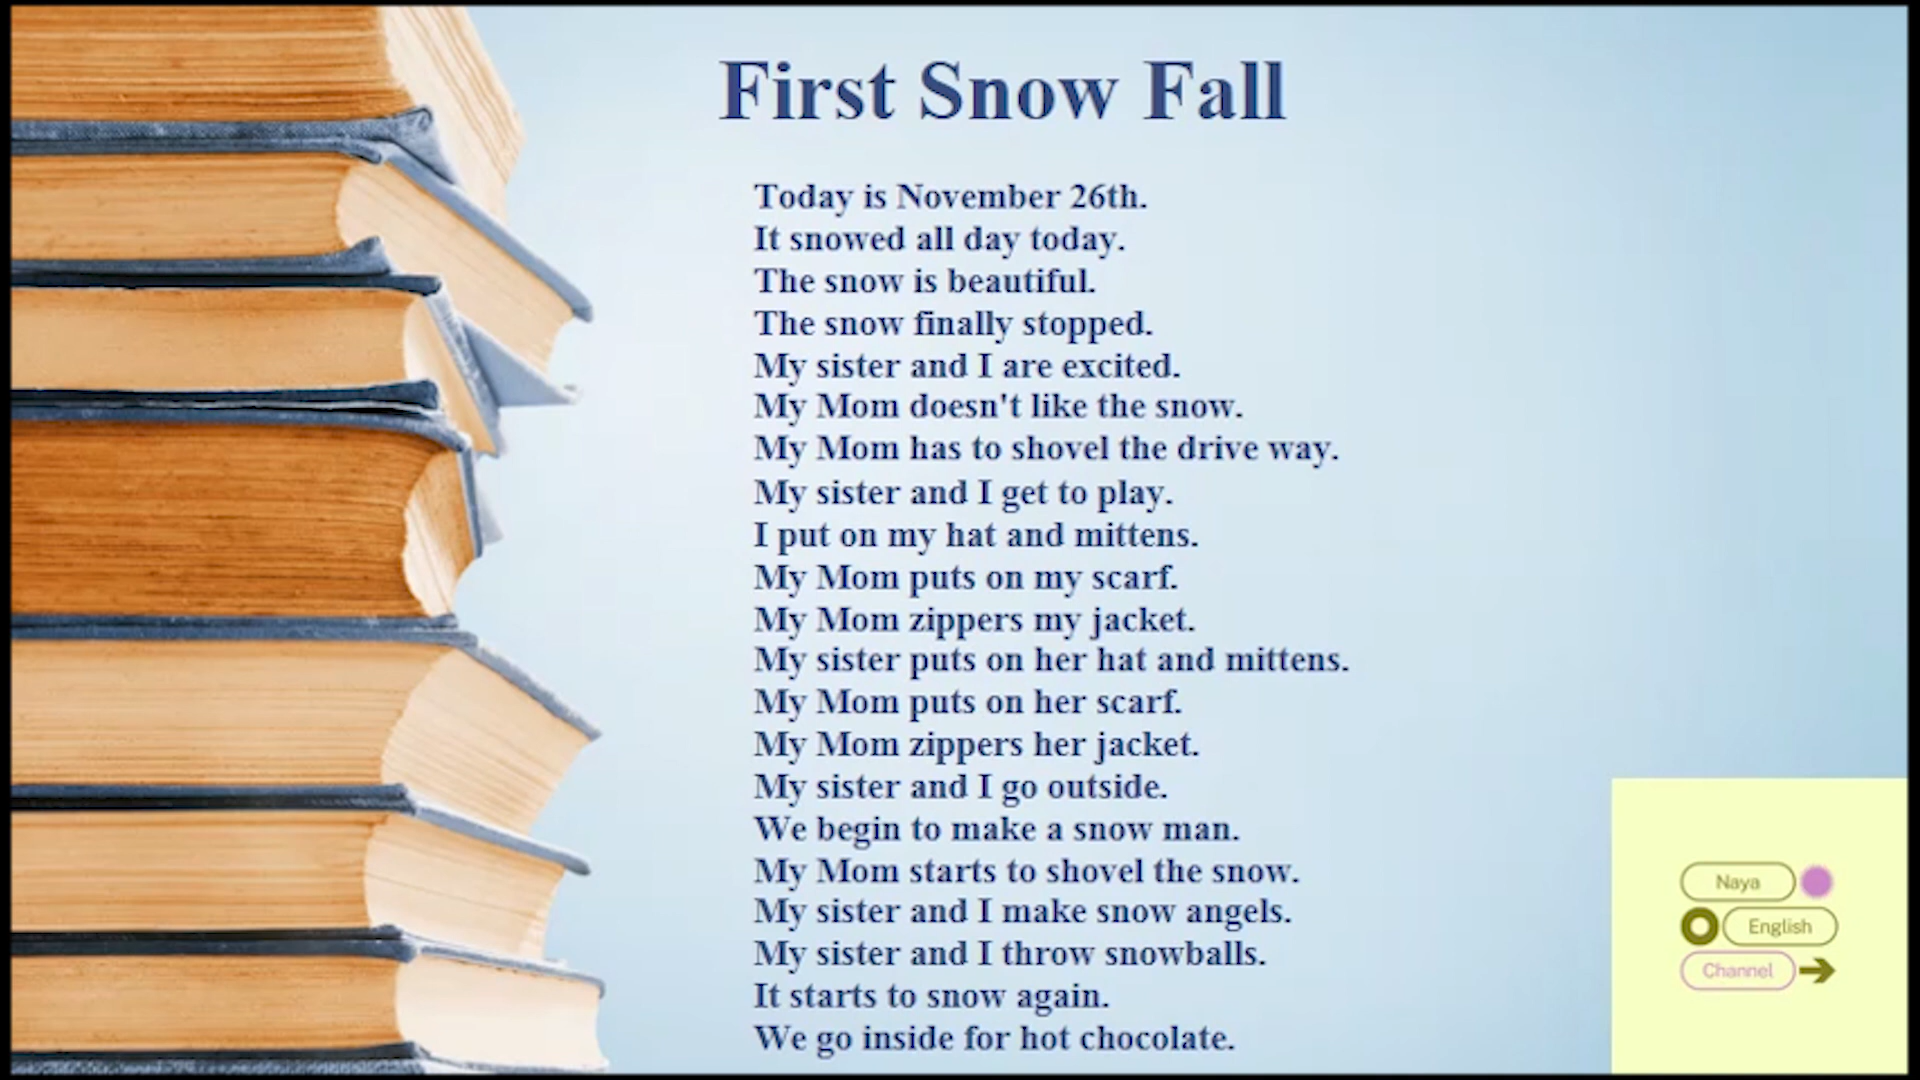 First Snow Fall
Today is November 26th.
It snowed all day today.
The snow is beautiful.
The snow finally stopped.
My sister and I are excited.
My Mom doesn't like the snow.
My Mom has to shovel the drive way.
My sister and I get to play.
I put on my hat and mittens.
My Mom puts on my scarf.
My Mom zippers my jacket.
My sister puts on her hat and mittens.
My Mom puts on her scarf.
My Mom zippers her jacket.
My sister and I go outside.
We begin to make a snow man.
My Mom starts to shovel the snow.
My sister and I make snow angels.
My sister and I throw snowballs.
It starts to snow again.
We go inside for hot chocolate.
Naya
English
Channel